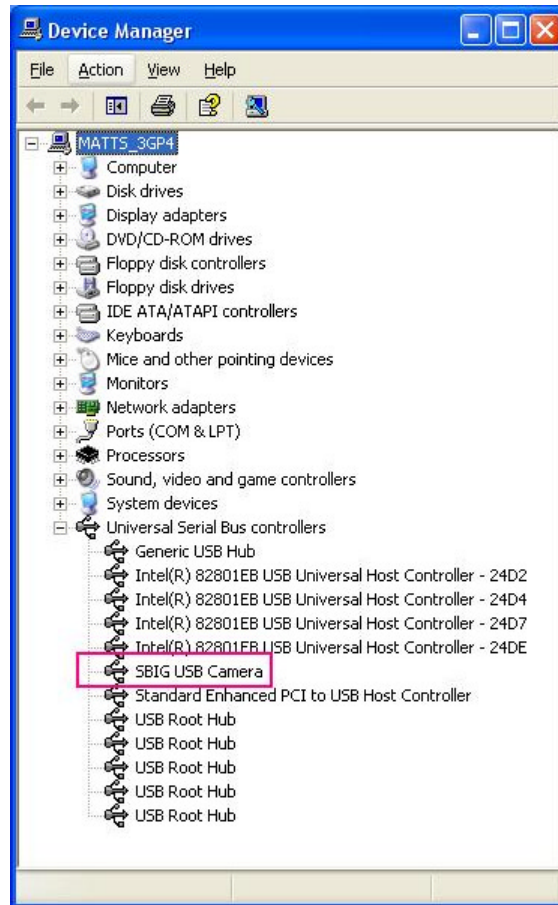 Device Manager
File Action View Help
MATTS_3GP4
Computer
Disk drives
Display adapters
DVD/CD-ROM drives
Floppy disk controllers
Floppy disk drives
IDE ATA/ATAPI controllers
Keyboards
Mice and other pointing devices
Monitors
Network adapters
Ports (COM & LPT)
Processors
Sound, video and game controllers
System devices
Universal Serial Bus controllers
Generic USB Hub
Intel(R) 82801EB USB Universal Host Controller - 24D2
Intel(R) 82801EB USB Universal Host Controller - 24D4
Intel(R) 82801EB USB Universal Host Controller - 24D7
Intel(R) 82801EB USB Universal Host Controller - 24DE
SBIG USB Camera
Standard Enhanced PCI to USB Host Controller
USB Root Hub
USB Root Hub
USB Root Hub
USB Root Hub
USB Root Hub